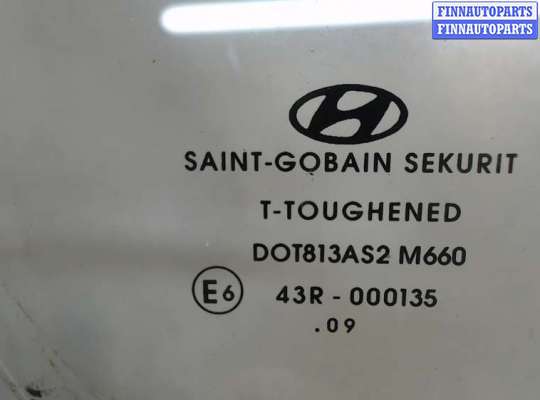 FINNAUTOPARTS
FINNAUTOPARTS
SAINT-GOBAIN SEKURIT
T-TOUGHENED
DOT813AS2 M660
E6 43R - 000135
.09